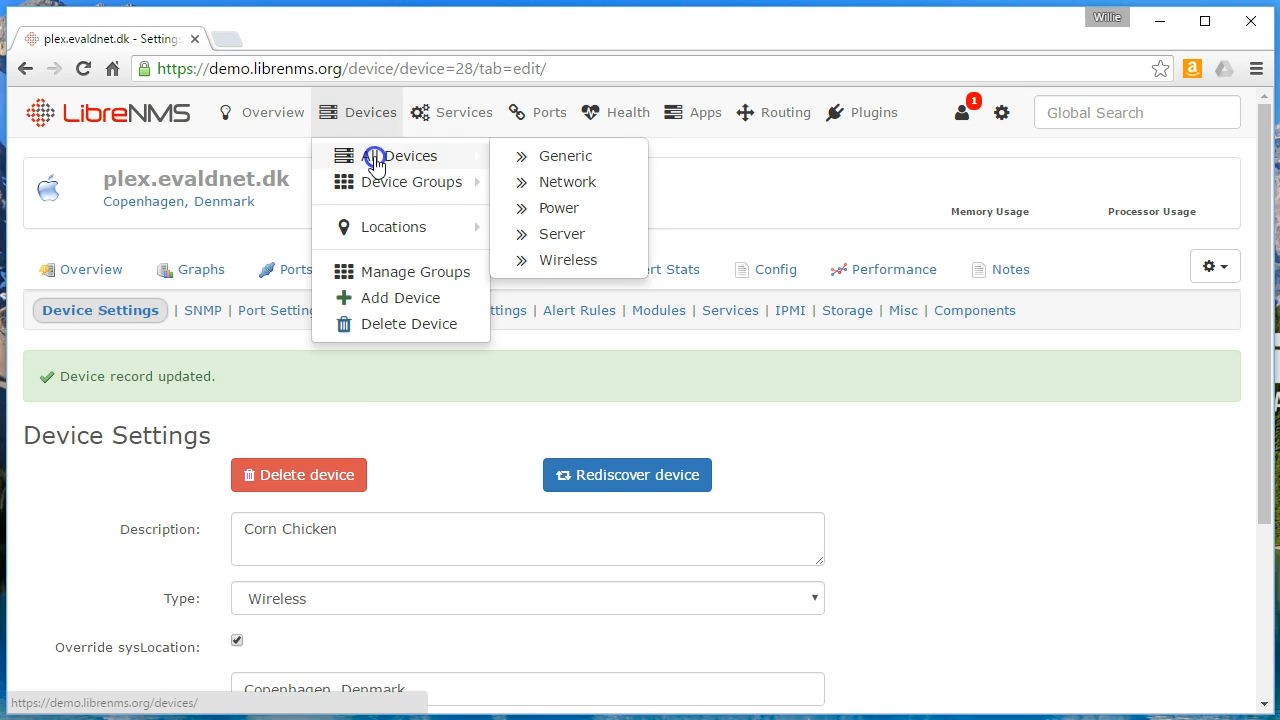 Willie
plex.evaldnet.dk - Settings
https://demo.librenms.org/device/device=28/tab=edit/
LibreNMS Overview Devices Services Ports Health Apps Routing Plugins 1 Global Search
All Devices
Device Groups
Locations
Manage Groups
Add Device
Delete Device
Generic
Network
Power
Server
Wireless
plex.evaldnet.dk
Copenhagen, Denmark
Memory Usage Processor Usage
Overview Graphs Ports rt Stats Config Performance Notes
Device Settings | SNMP | Port Setting ttings | Alert Rules | Modules | Services | IPMI | Storage | Misc | Components
Device record updated.
Device Settings
Delete device Rediscover device
Description: Corn Chicken
Type: Wireless
Override sysLocation:
Copenhagen, Denmark
https://demo.librenms.org/devices/